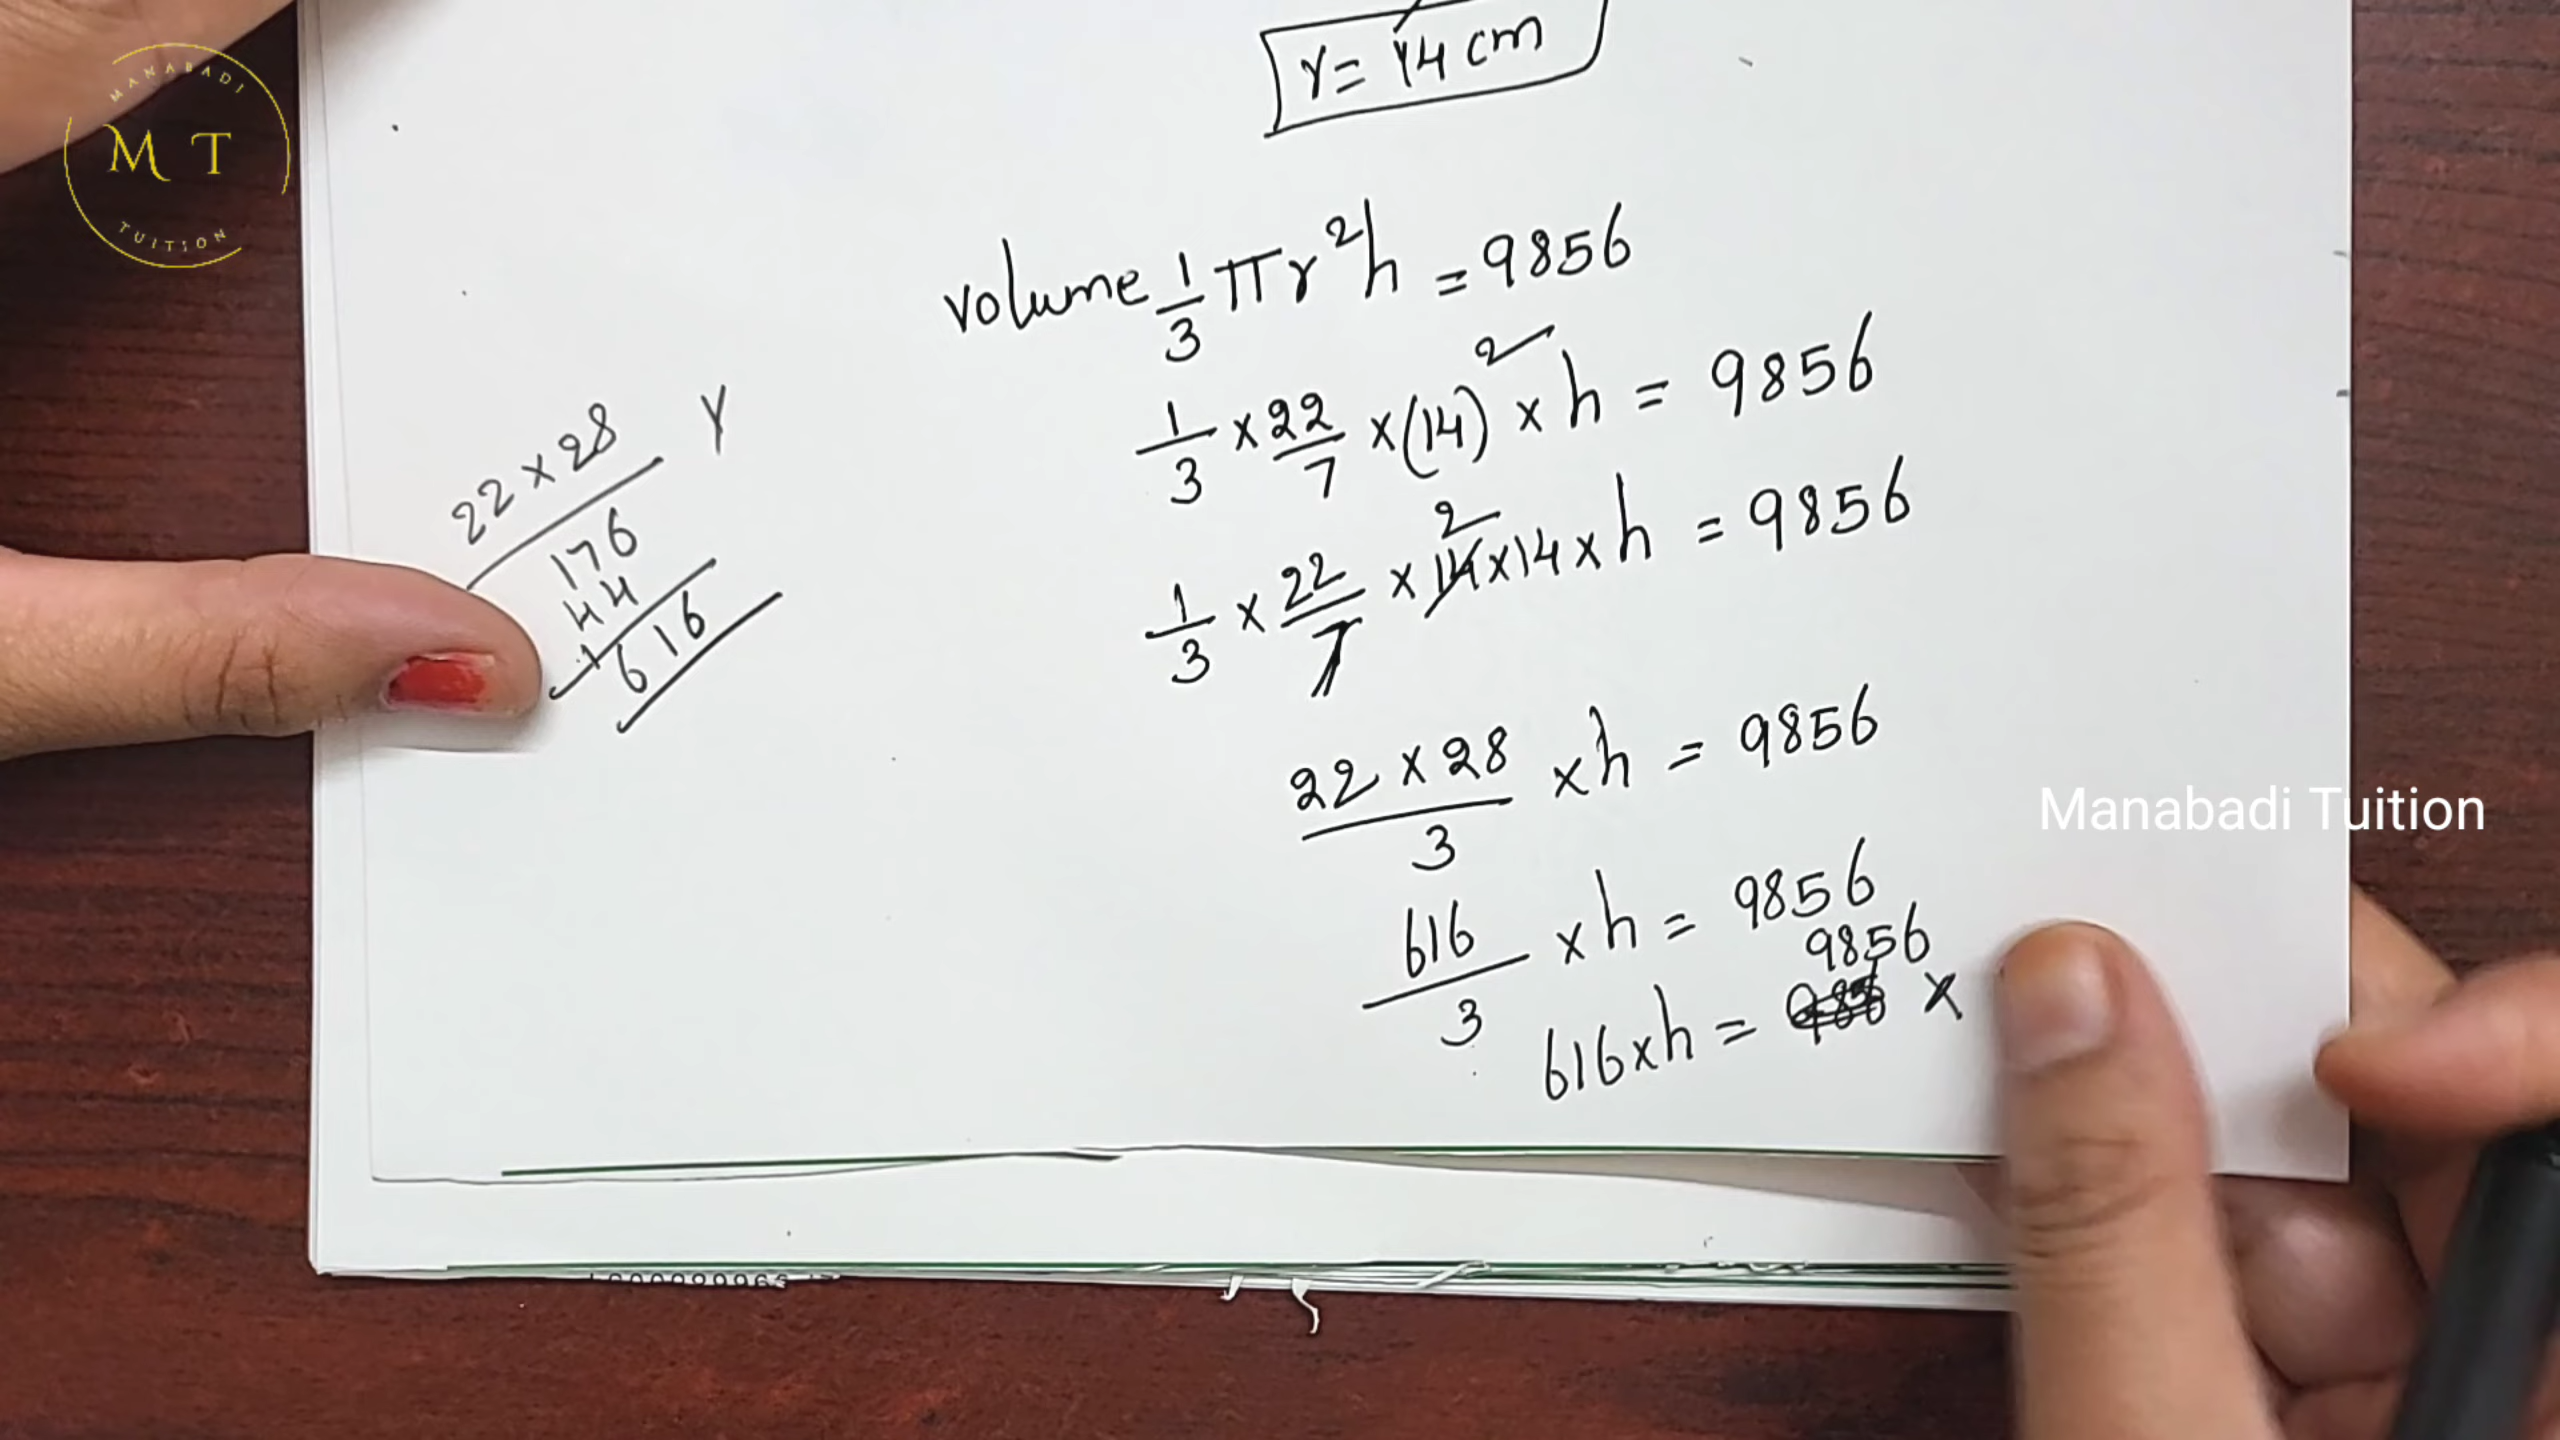 MANABADI
M T
TUITION
r = 14 cm
volume 1/3 πr²h = 9856
1/3 × 22/7 × (14)² × h = 9856
1/3 × 22/7 × 14 × 14 × h = 9856
2
22 × 28 / 3 × h = 9856
616 / 3 × h = 9856
9856
616 × h = ×
22 × 28
176
44
616
r
Manabadi Tuition